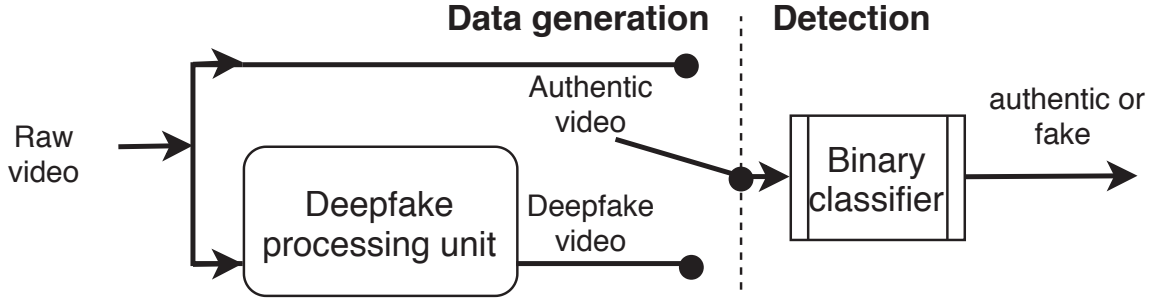 Data generation
Detection
Authentic
video
Raw
video
Deepfake
processing unit
Deepfake
video
Binary
classifier
authentic or
fake